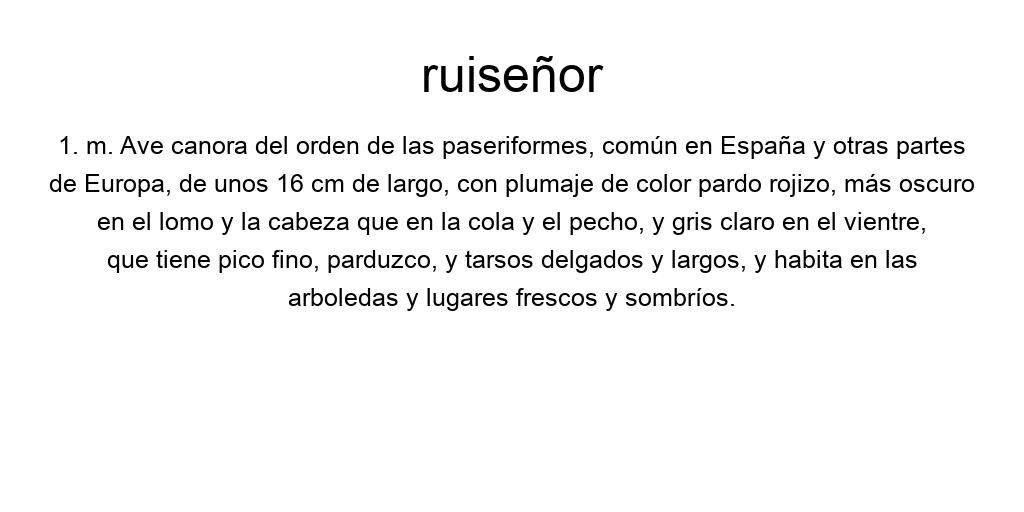 ruiseñor
1. m. Ave canora del orden de las paseriformes, común en España y otras partes
de Europa, de unos 16 cm de largo, con plumaje de color pardo rojizo, más oscuro
en el lomo y la cabeza que en la cola y el pecho, y gris claro en el vientre,
que tiene pico fino, parduzco, y tarsos delgados y largos, y habita en las
arboledas y lugares frescos y sombríos.